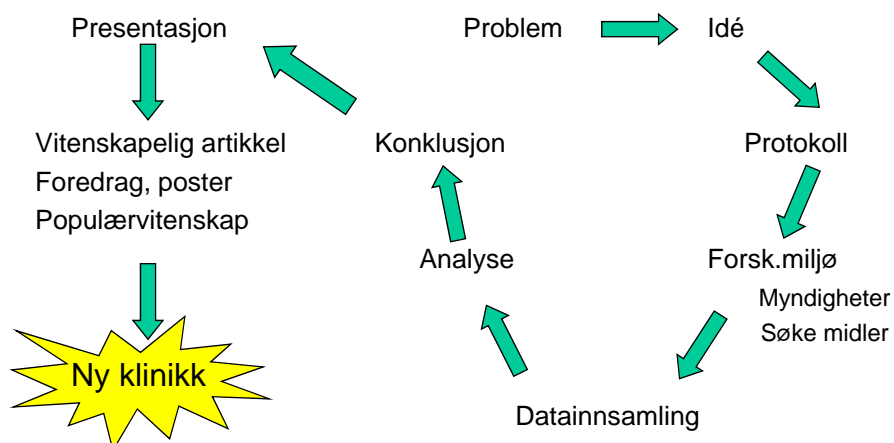 Presentasjon
Problem
Idé
Vitenskapelig artikkel
Foredrag, poster
Populærvitenskap
Konklusjon
Protokoll
Analyse
Forsk.miljø
Myndigheter
Søke midler
Ny klinikk
Datainnsamling